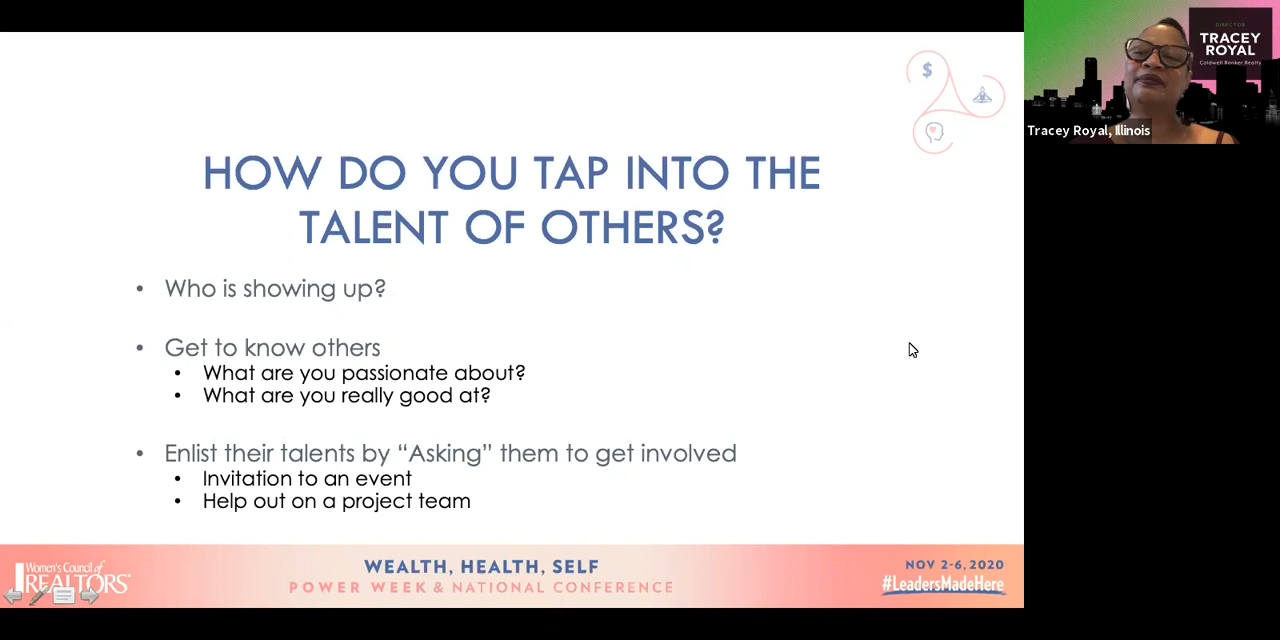 HOW DO YOU TAP INTO THE
TALENT OF OTHERS?
• Who is showing up?
• Get to know others
• What are you passionate about?
• What are you really good at?
• Enlist their talents by “Asking” them to get involved
• Invitation to an event
• Help out on a project team
Women's Council of
REALTORS®
WEALTH, HEALTH, SELF
POWER WEEK & NATIONAL CONFERENCE
NOV 2-6, 2020
#LeadersMadeHere
$
DIRECTOR
TRACEY
ROYAL
Coldwell Banker Realty
Tracey Royal, Illinois